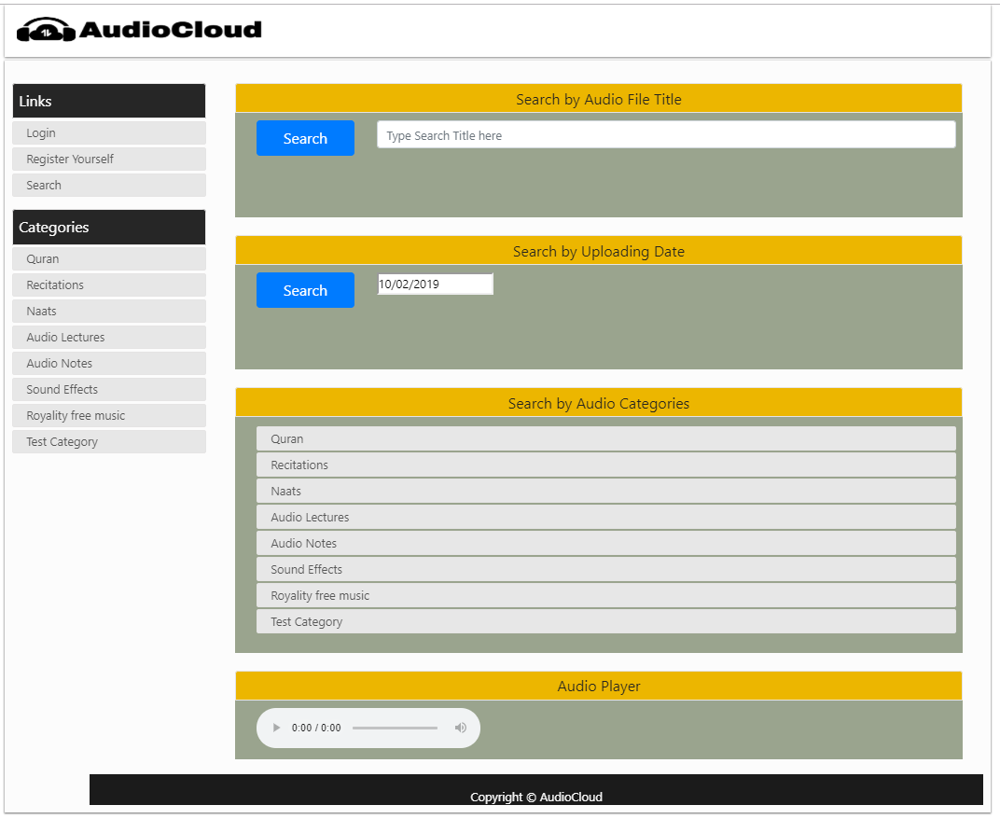 AudioCloud
Links
Login
Register Yourself
Search
Categories
Quran
Recitations
Naats
Audio Lectures
Audio Notes
Sound Effects
Royality free music
Test Category
Search by Audio File Title
Search
Type Search Title here
Search by Uploading Date
Search
10/02/2019
Search by Audio Categories
Quran
Recitations
Naats
Audio Lectures
Audio Notes
Sound Effects
Royality free music
Test Category
Audio Player
0:00 / 0:00
Copyright © AudioCloud